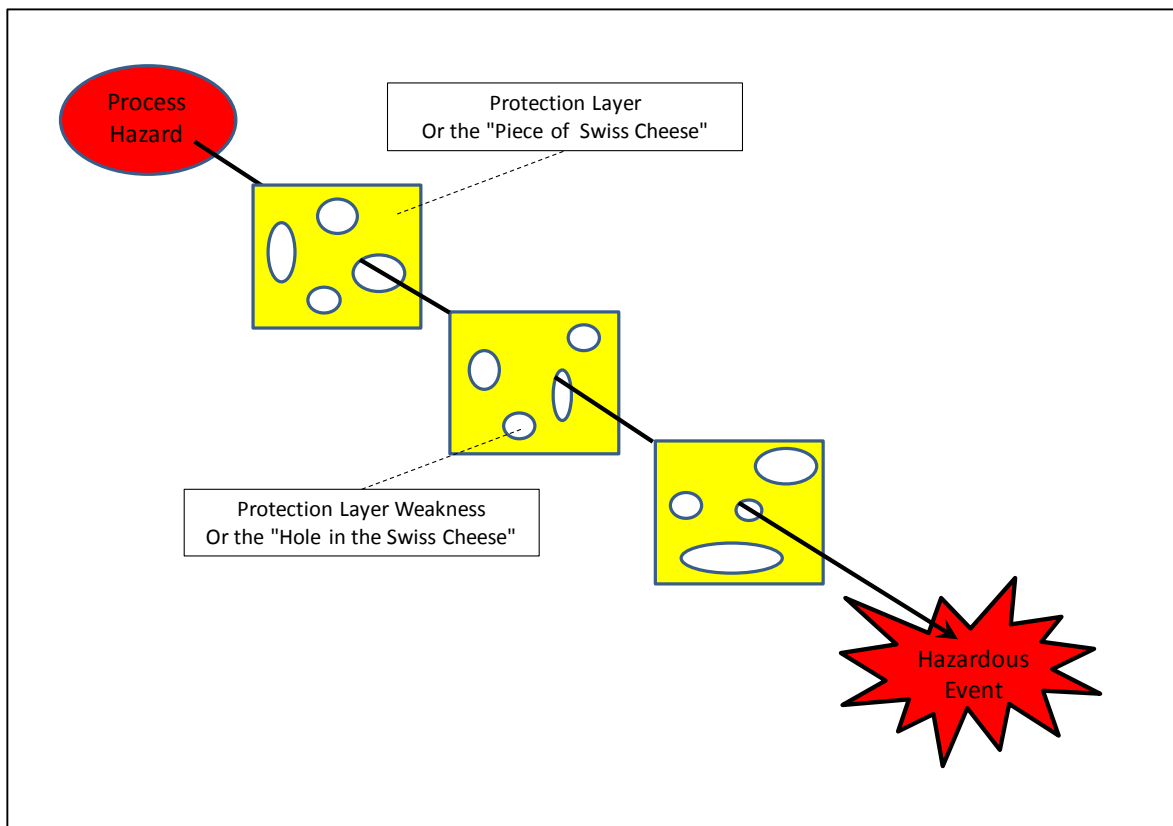 Process
Hazard
Protection Layer
Or the "Piece of Swiss Cheese"
Protection Layer Weakness
Or the "Hole in the Swiss Cheese"
Hazardous
Event